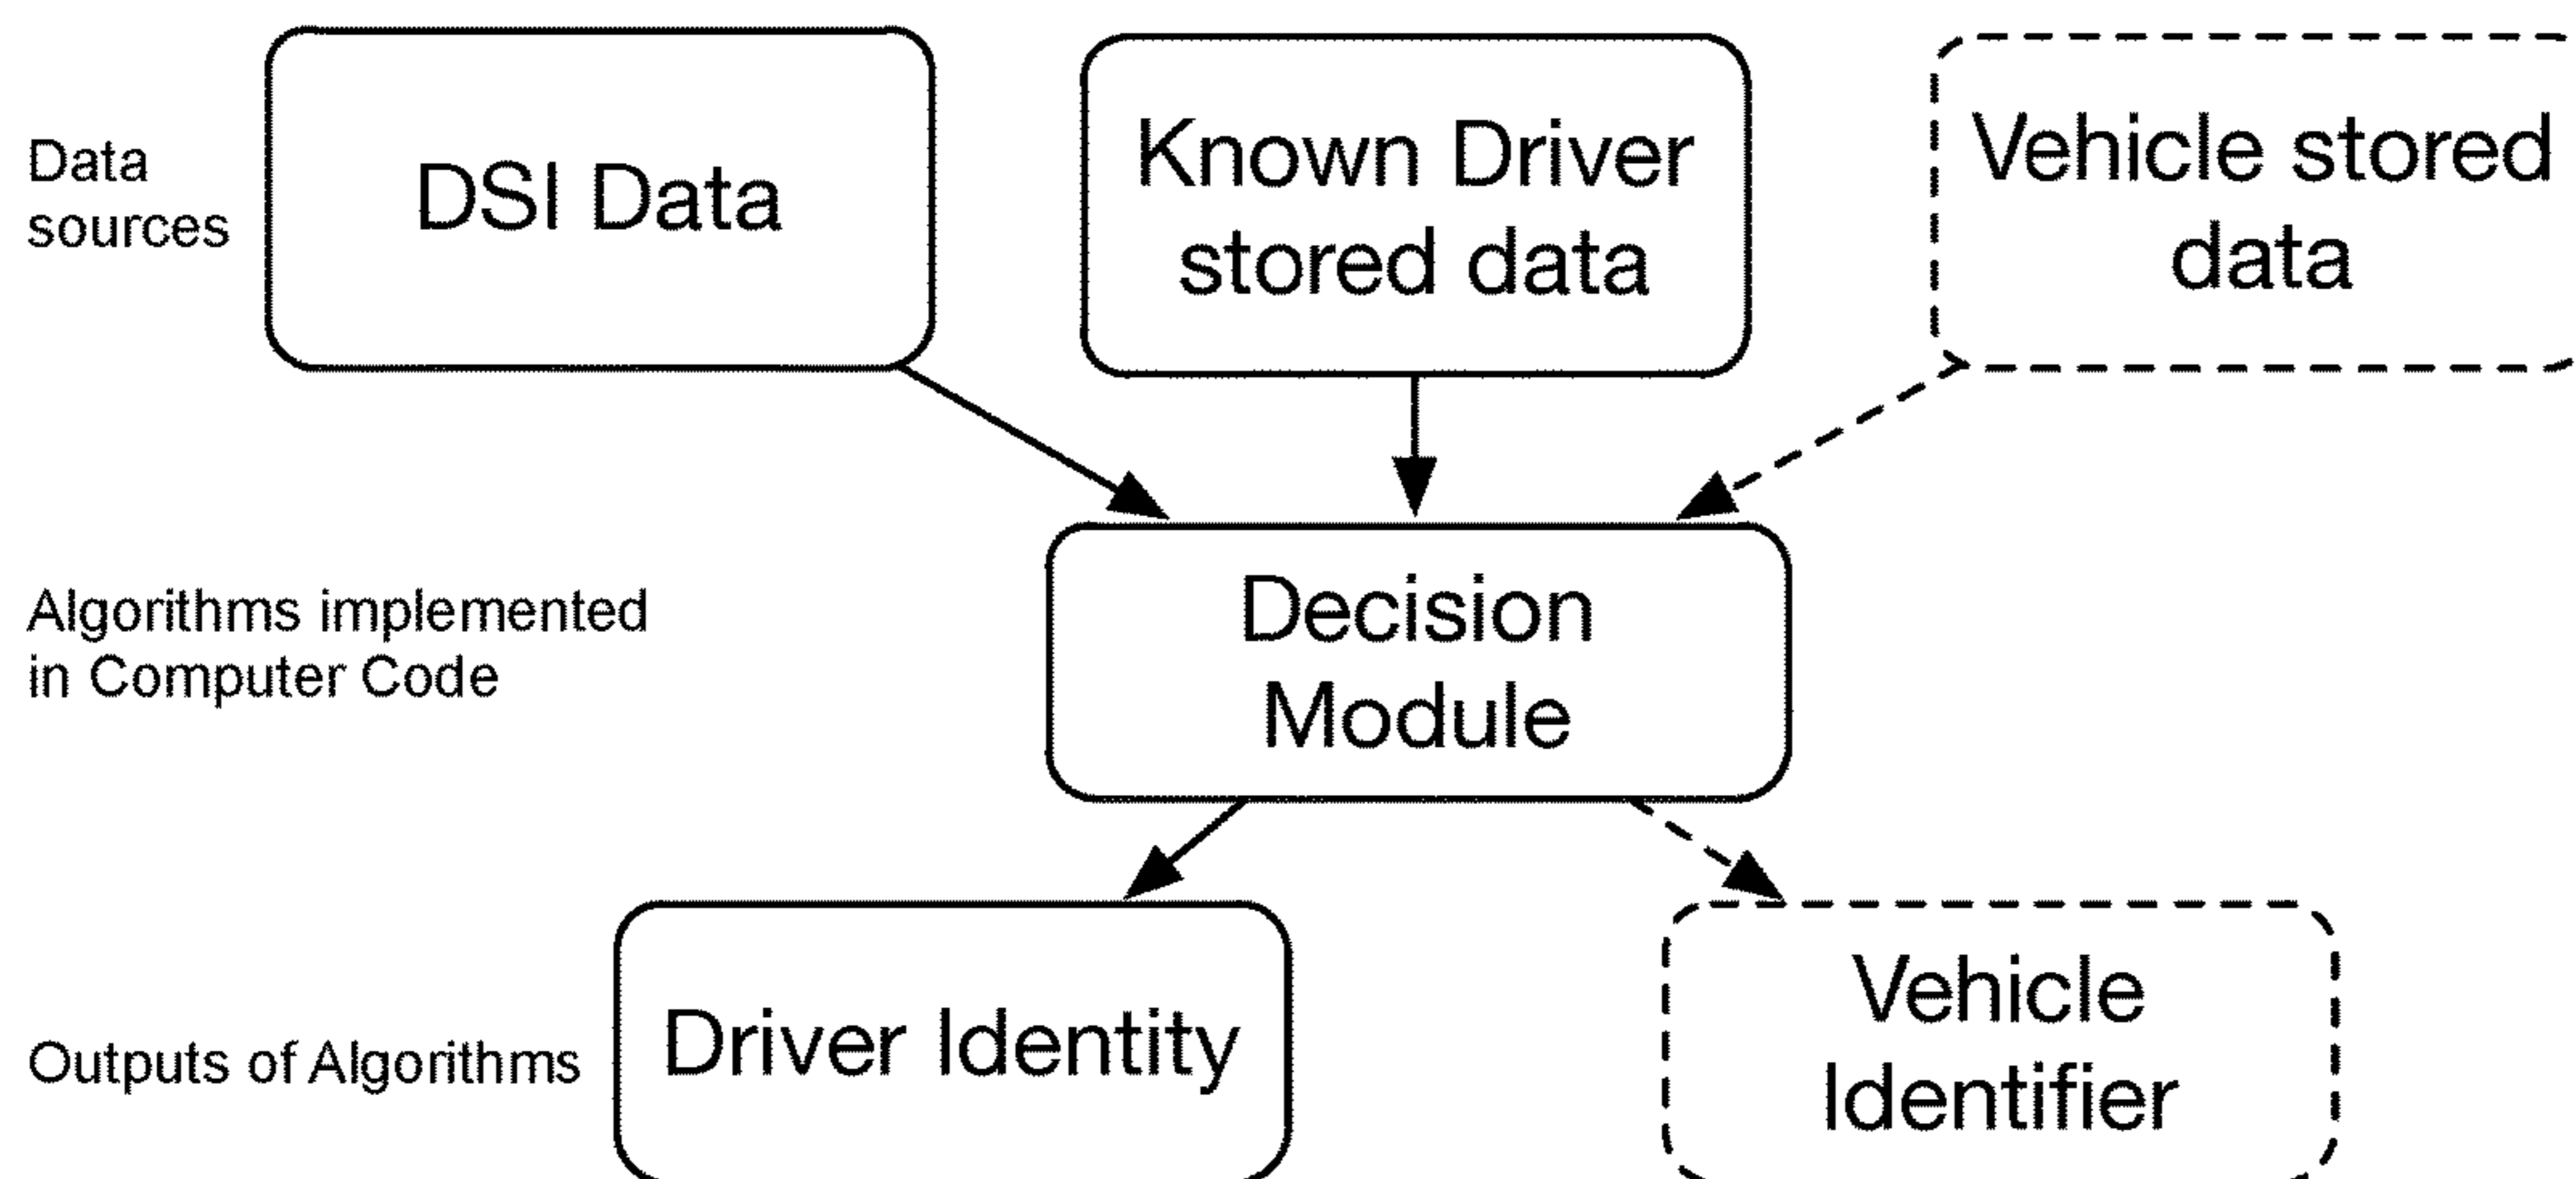 Data
sources
DSI Data
Known Driver
stored data
Vehicle stored
data
Algorithms implemented
in Computer Code
Decision
Module
Outputs of Algorithms
Driver Identity
Vehicle
Identifier